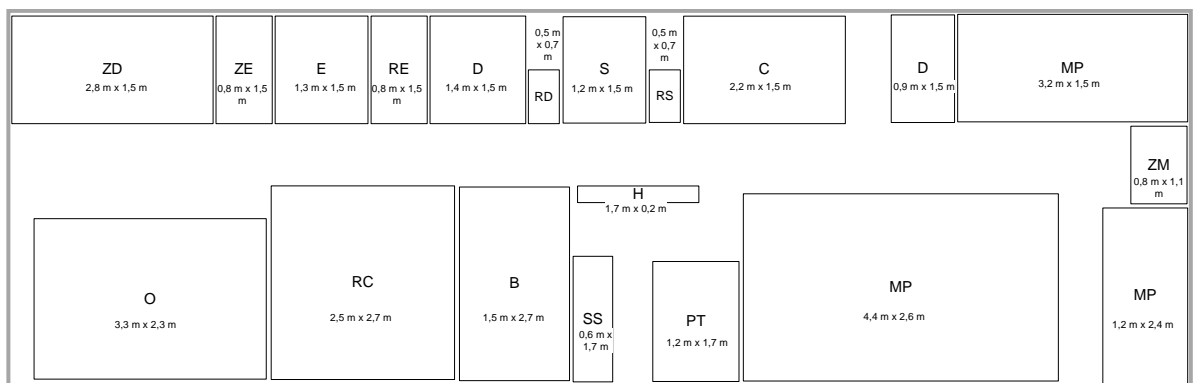 ZD
2,8 m x 1,5 m
ZE
0,8 m x 1,5
m
E
1,3 m x 1,5 m
RE
0,8 m x 1,5
m
D
1,4 m x 1,5 m
0,5 m
x 0,7
m
RD
S
1,2 m x 1,5 m
0,5 m
x 0,7
m
RS
C
2,2 m x 1,5 m
D
0,9 m x 1,5 m
MP
3,2 m x 1,5 m
ZM
0,8 m x 1,1
m
H
1,7 m x 0,2 m
O
3,3 m x 2,3 m
RC
2,5 m x 2,7 m
B
1,5 m x 2,7 m
SS
0,6 m x
1,7 m
PT
1,2 m x 1,7 m
MP
4,4 m x 2,6 m
MP
1,2 m x 2,4 m